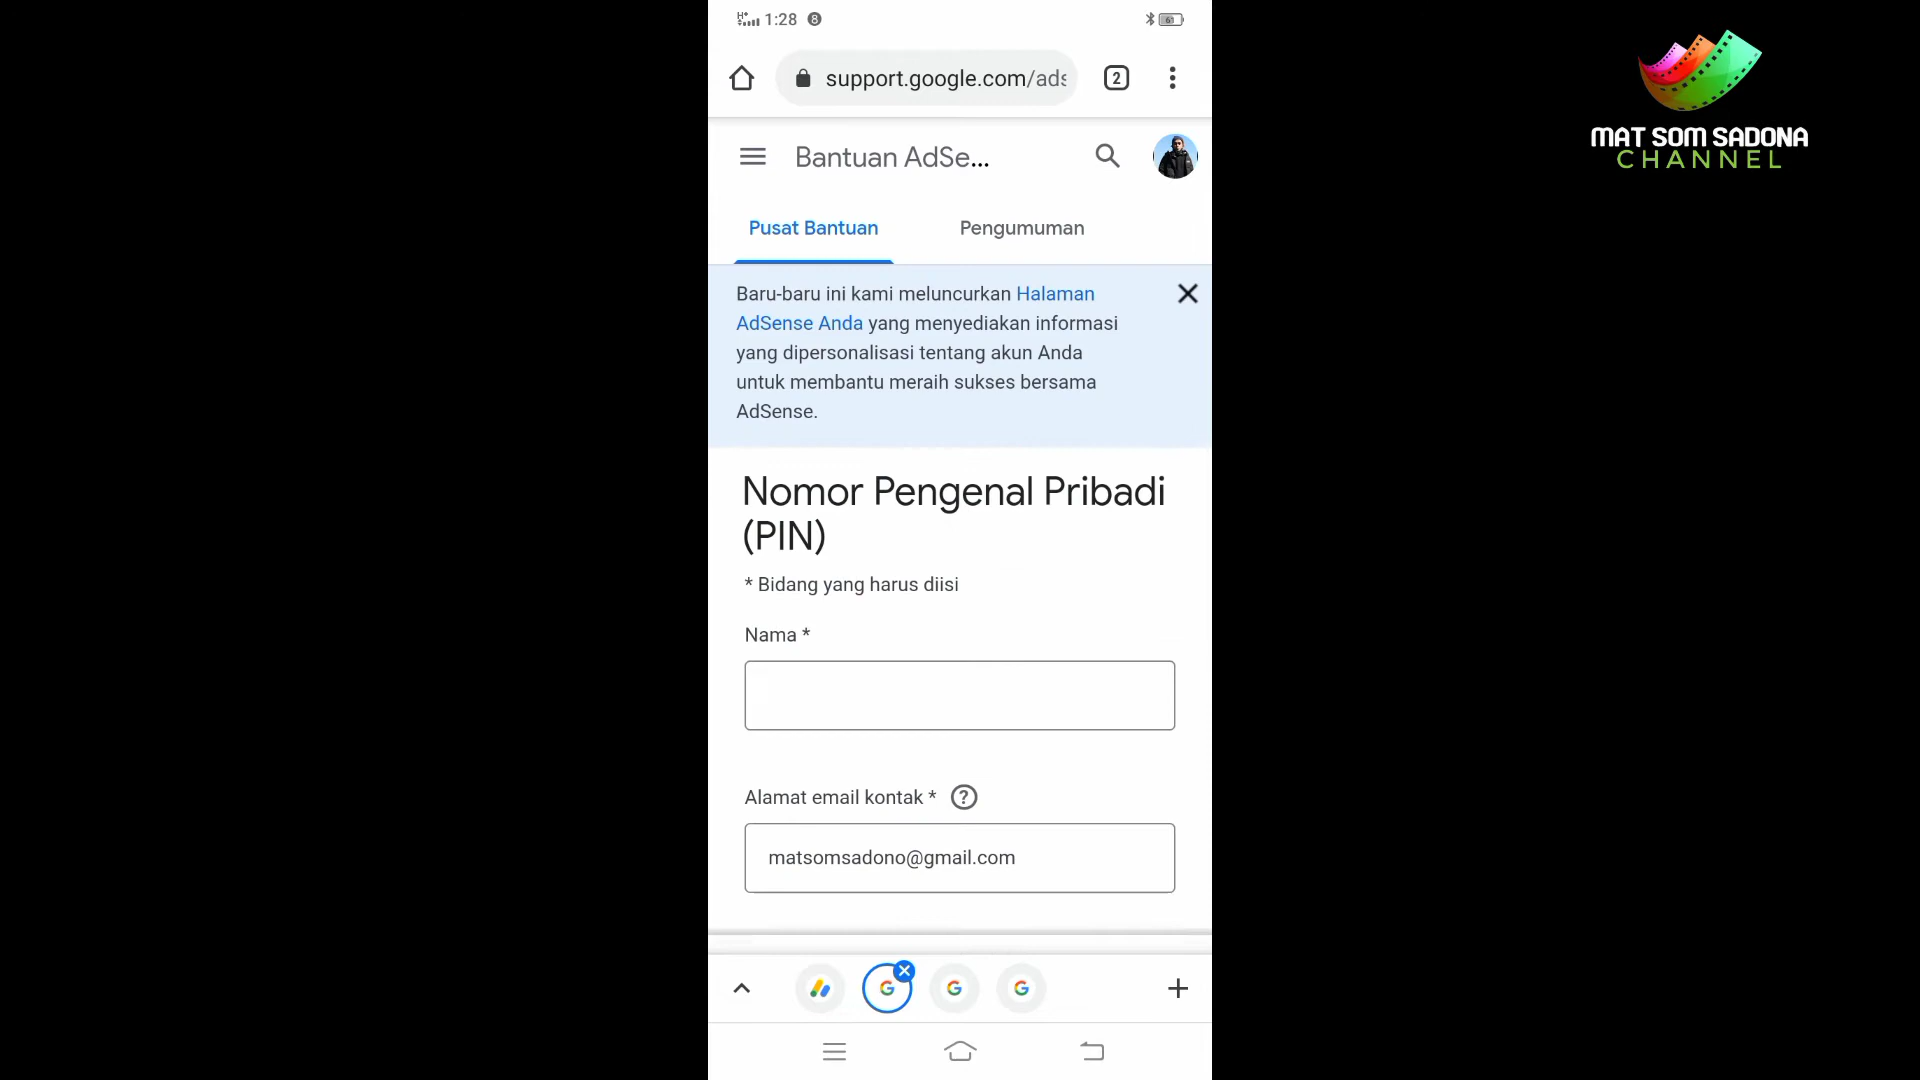 1:28
support.google.com/ads
2
MAT SOM SADONA
CHANNEL
Bantuan AdSe...
Pusat Bantuan
Pengumuman
Baru-baru ini kami meluncurkan Halaman
AdSense Anda yang menyediakan informasi
yang dipersonalisasi tentang akun Anda
untuk membantu meraih sukses bersama
AdSense.
Nomor Pengenal Pribadi
(PIN)
* Bidang yang harus diisi
Nama *
Alamat email kontak * ?
matsomsadono@gmail.com